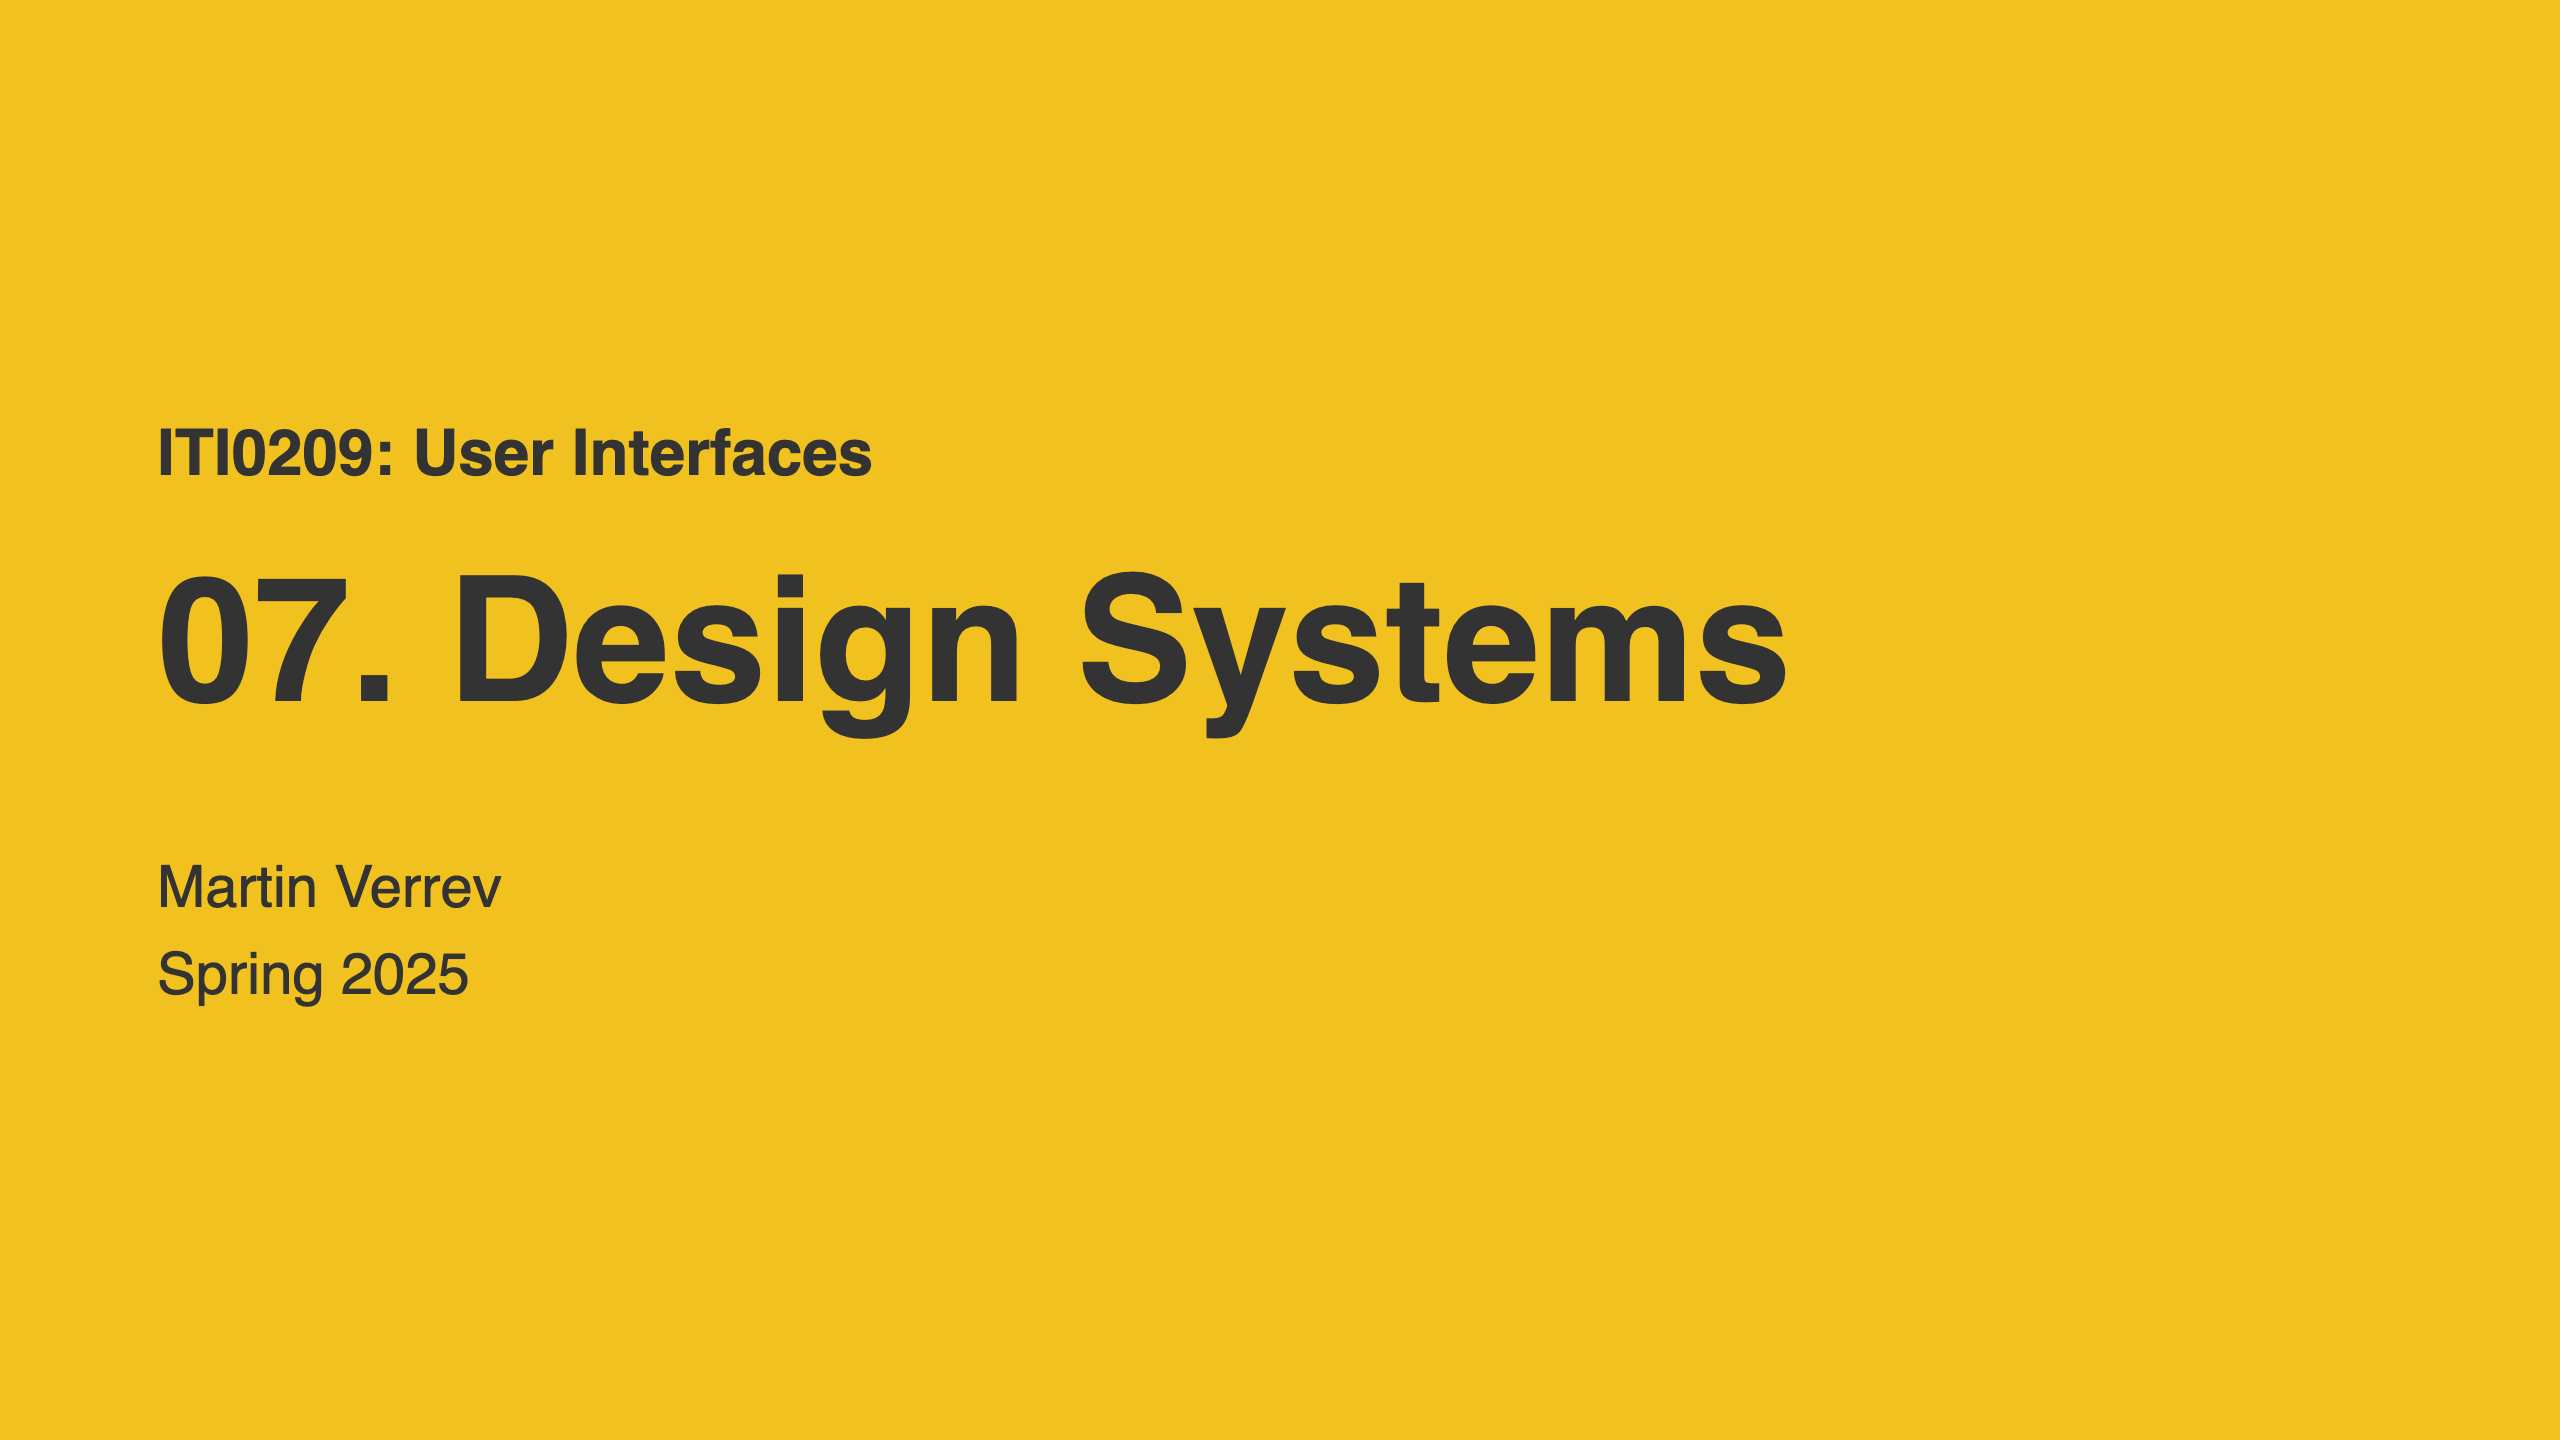 ITI0209: User Interfaces
07. Design Systems
Martin Verrev
Spring 2025